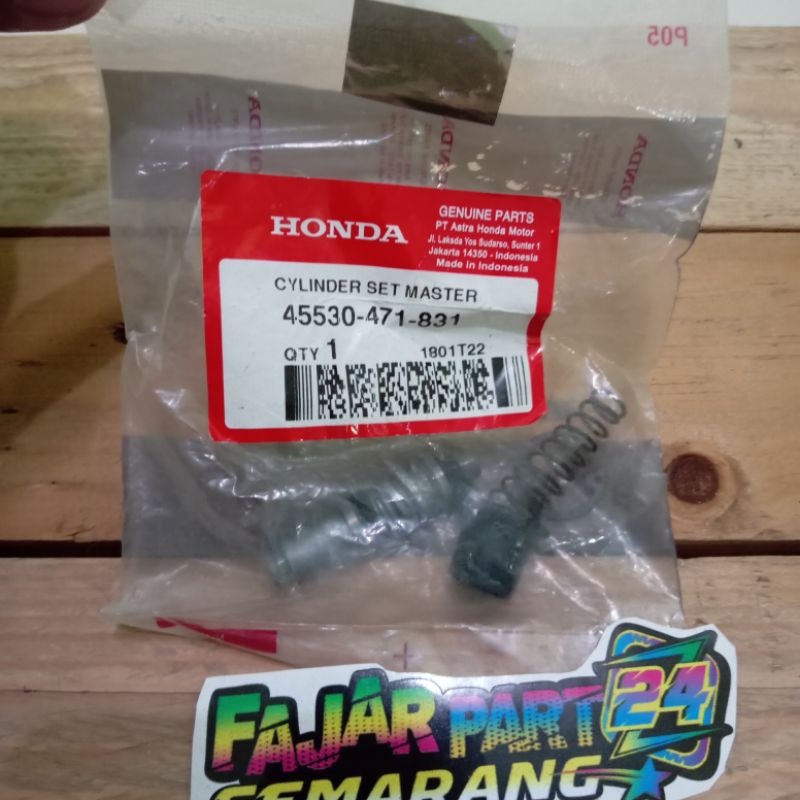 P05
HONDA
GENUINE PARTS
PT Astra Honda Motor
Jl. Laksda Yos Sudarso, Sunter 1
Jakarta 14350 - Indonesia
Made in Indonesia
CYLINDER SET MASTER
45530-471-831
QTY 1 1801T22
FAJAR PART 24
SEMARANG